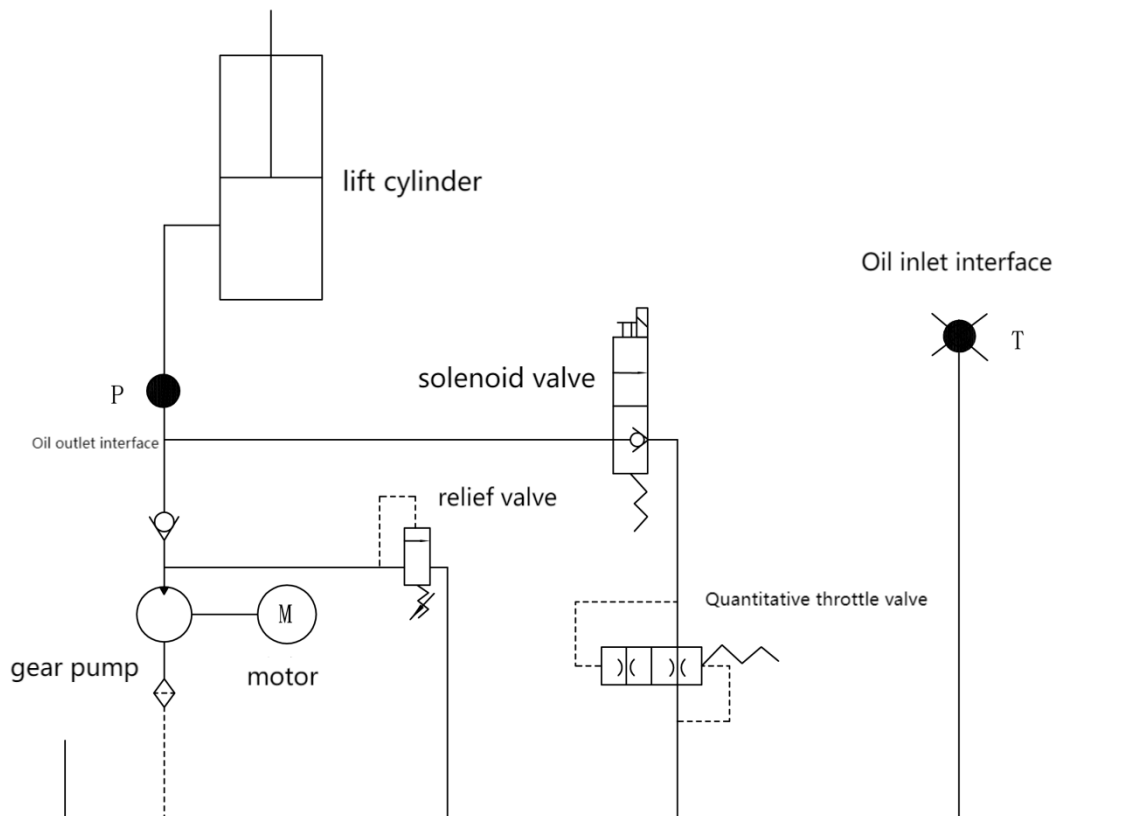 lift cylinder
Oil inlet interface
T
solenoid valve
P
Oil outlet interface
relief valve
Quantitative throttle valve
M
gear pump
motor